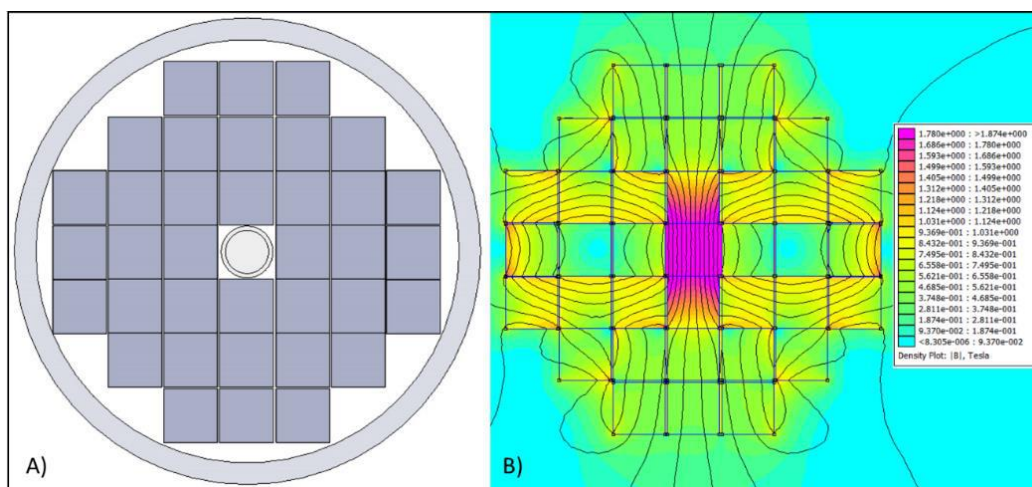 A)
B)
1.780e+000 : >1.874e+000
1.686e+000 : 1.780e+000
1.593e+000 : 1.686e+000
1.499e+000 : 1.593e+000
1.405e+000 : 1.499e+000
1.312e+000 : 1.405e+000
1.218e+000 : 1.312e+000
1.124e+000 : 1.218e+000
1.031e+000 : 1.124e+000
9.369e-001 : 1.031e+000
8.432e-001 : 9.369e-001
7.495e-001 : 8.432e-001
6.558e-001 : 7.495e-001
5.621e-001 : 6.558e-001
4.685e-001 : 5.621e-001
3.748e-001 : 4.685e-001
2.811e-001 : 3.748e-001
1.874e-001 : 2.811e-001
9.370e-002 : 1.874e-001
<8.305e-006 : 9.370e-002
Density Plot: |B|, Tesla